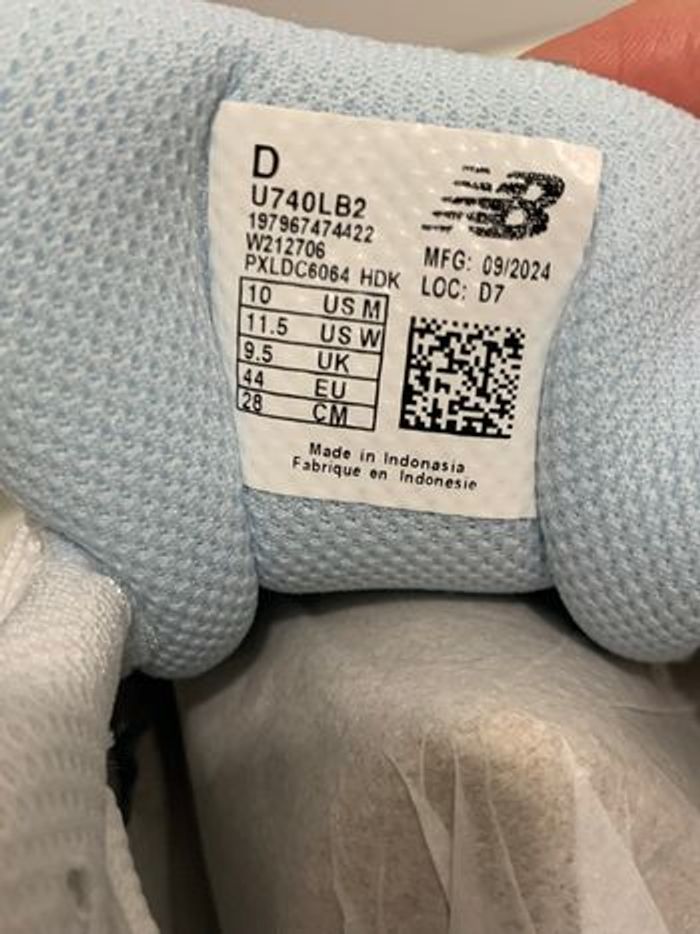 D
U740LB2
197967474422
W212706
PXLDC6064 HDK
MFG: 09/2024
LOC: D7
10 US M
11.5 US W
9.5 UK
44 EU
28 CM
Made in Indonasia
Fabrique en Indonesie